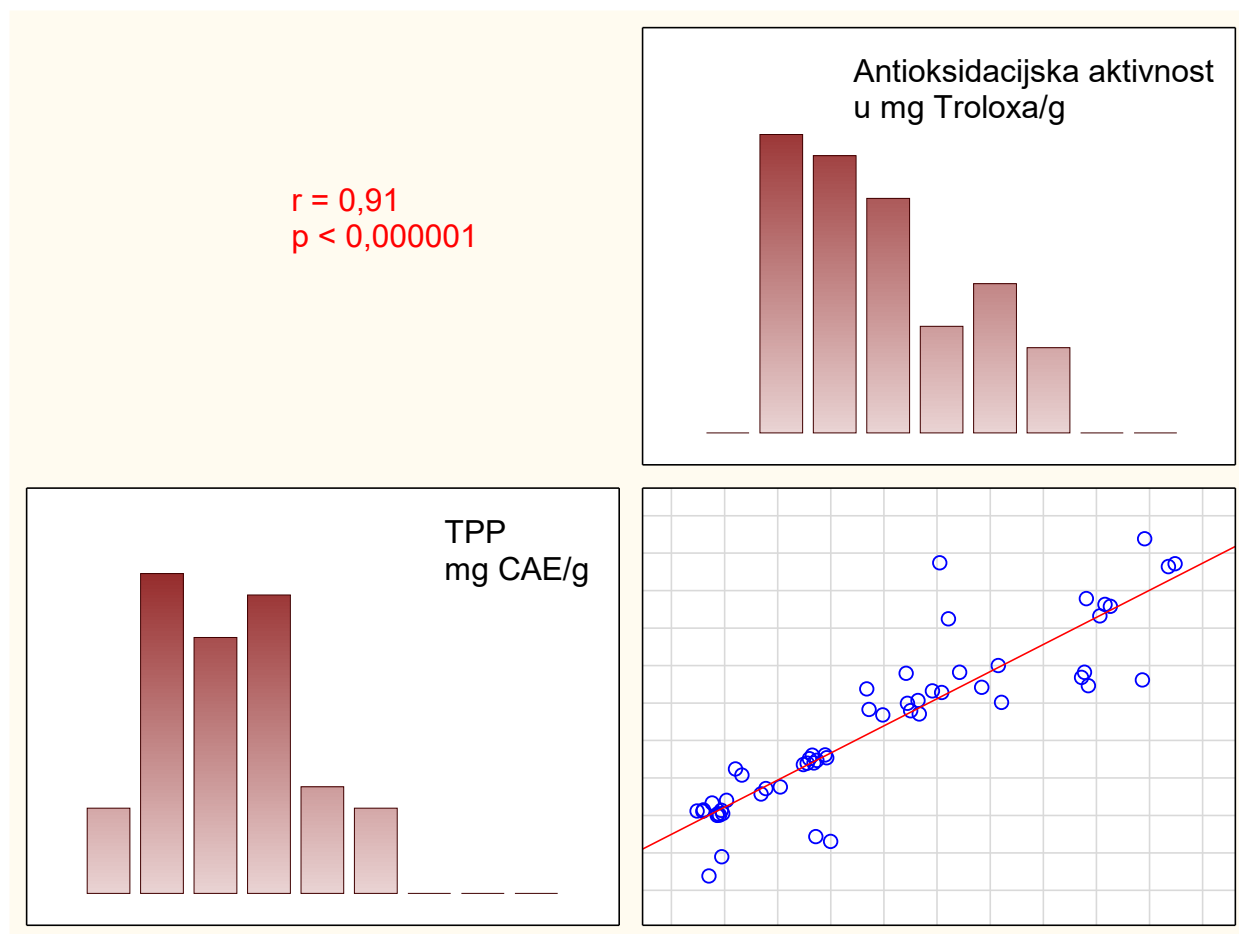 Antioksidacijska aktivnost
u mg Troloxa/g
r = 0,91
p < 0,000001
TPP
mg CAE/g